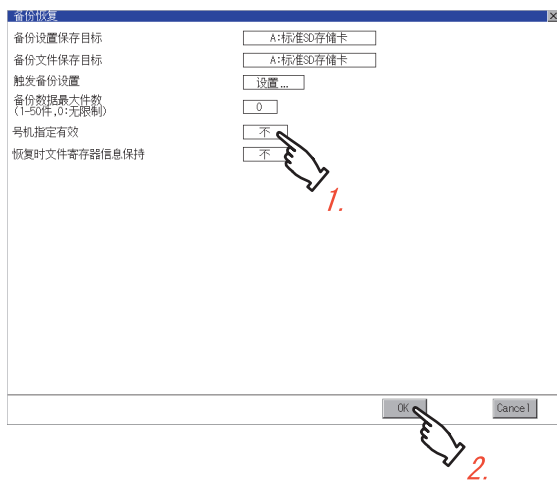 备份恢复
备份设置保存目标 A:标准SD存储卡
备份文件保存目标 A:标准SD存储卡
触发备份设置 设置...
备份数据最大件数
(1-50件,0:无限制) 0
号机指定有效 不
恢复时文件寄存器信息保持 不
1.
OK Cancel
2.